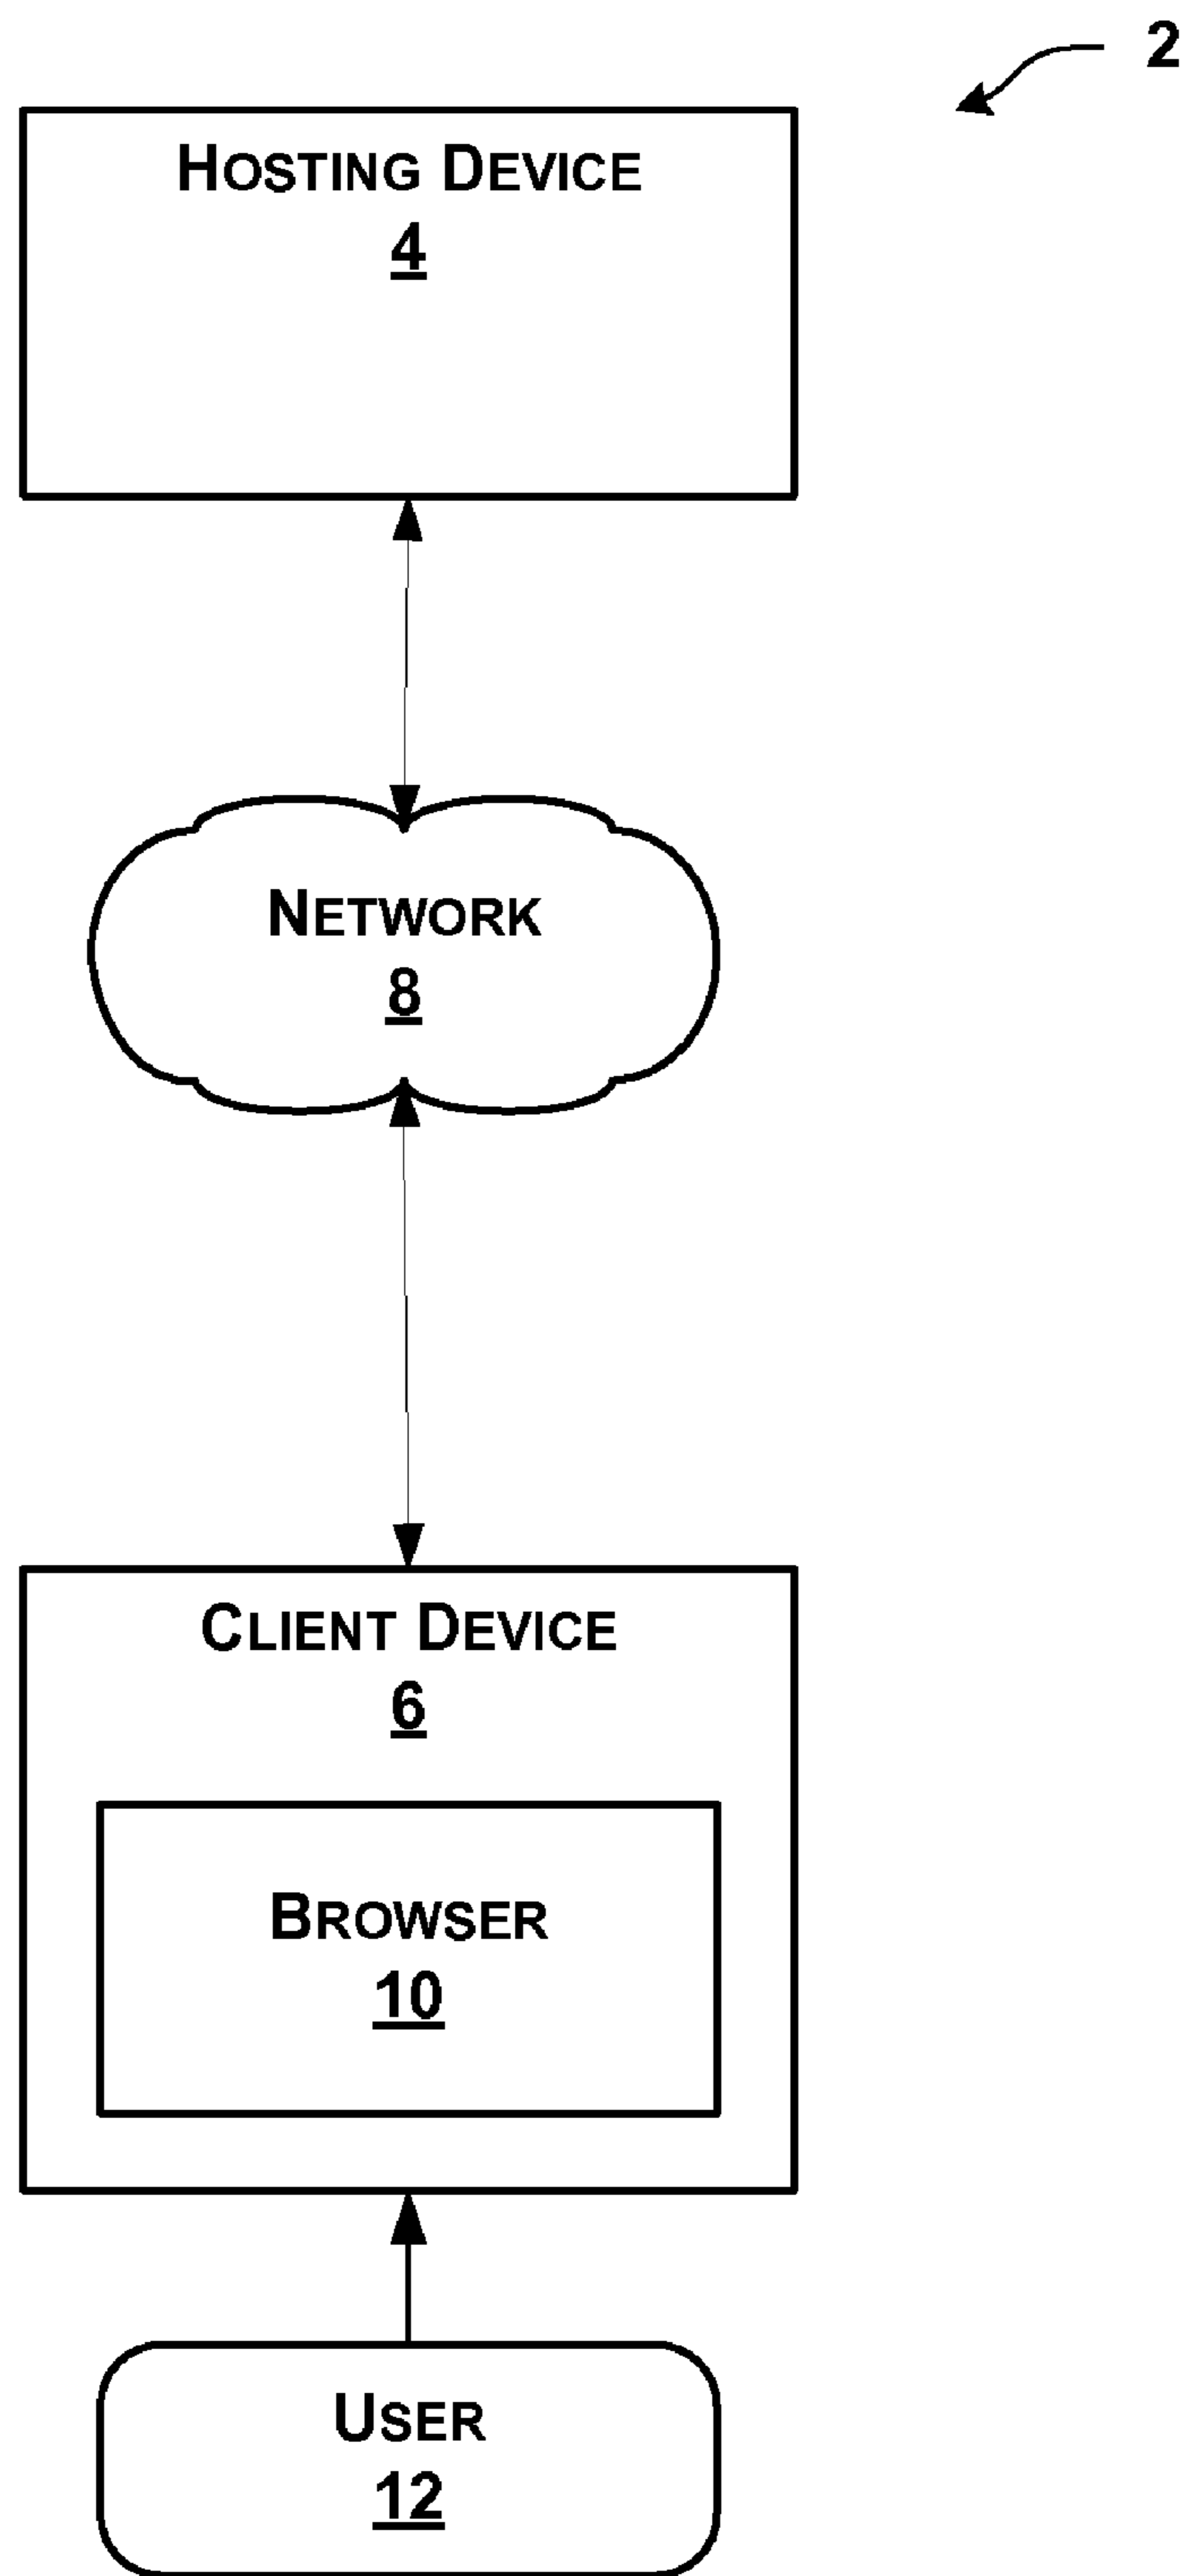 2
HOSTING DEVICE
4
NETWORK
8
CLIENT DEVICE
6
BROWSER
10
USER
12